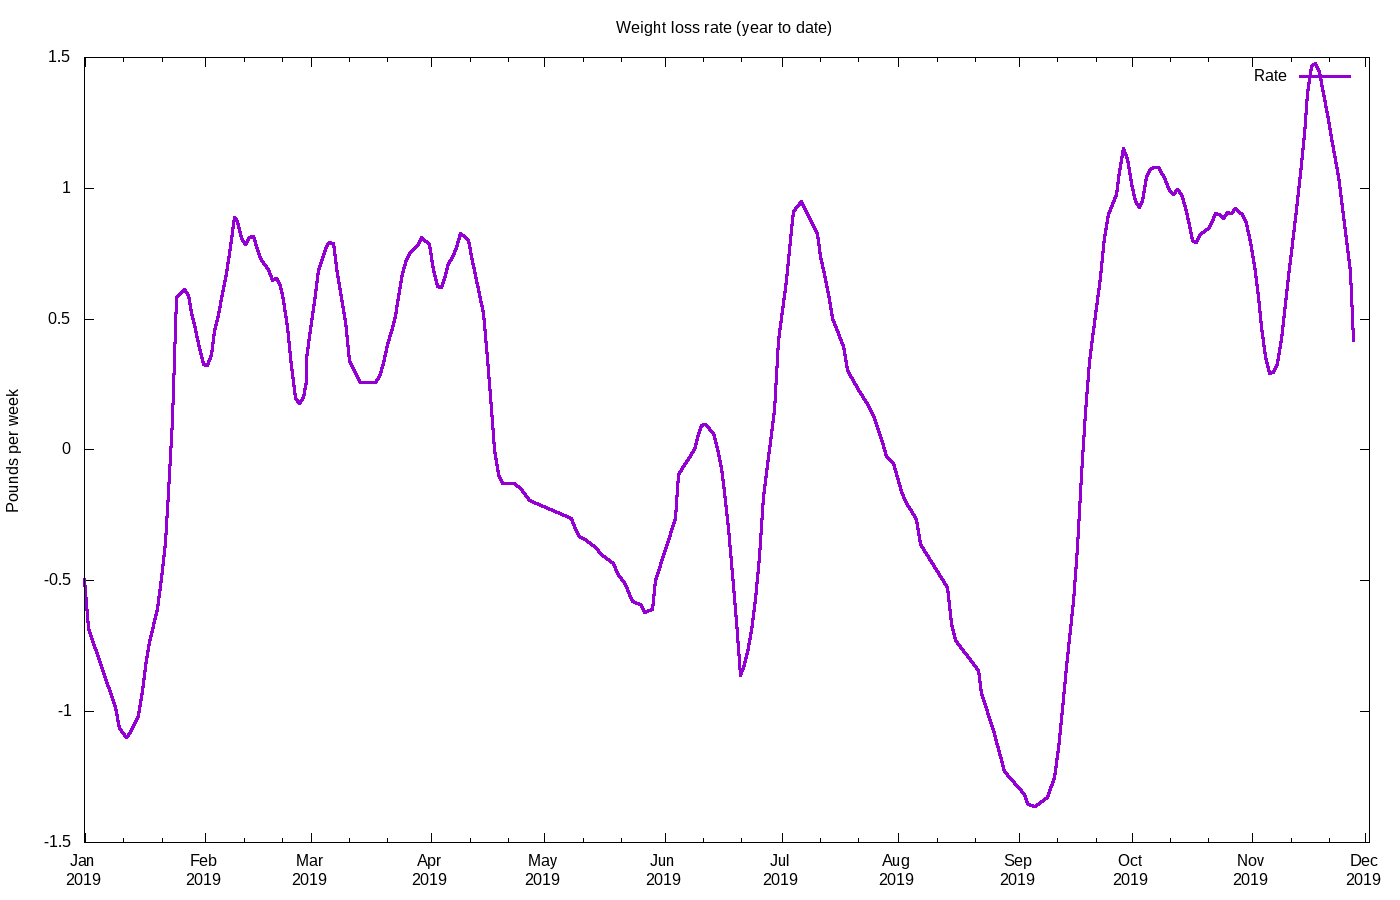 Weight loss rate (year to date)
Rate
Pounds per week
1.5
1
0.5
0
-0.5
-1
-1.5
Jan Feb Mar Apr May Jun Jul Aug Sep Oct Nov Dec
2019 2019 2019 2019 2019 2019 2019 2019 2019 2019 2019 2019